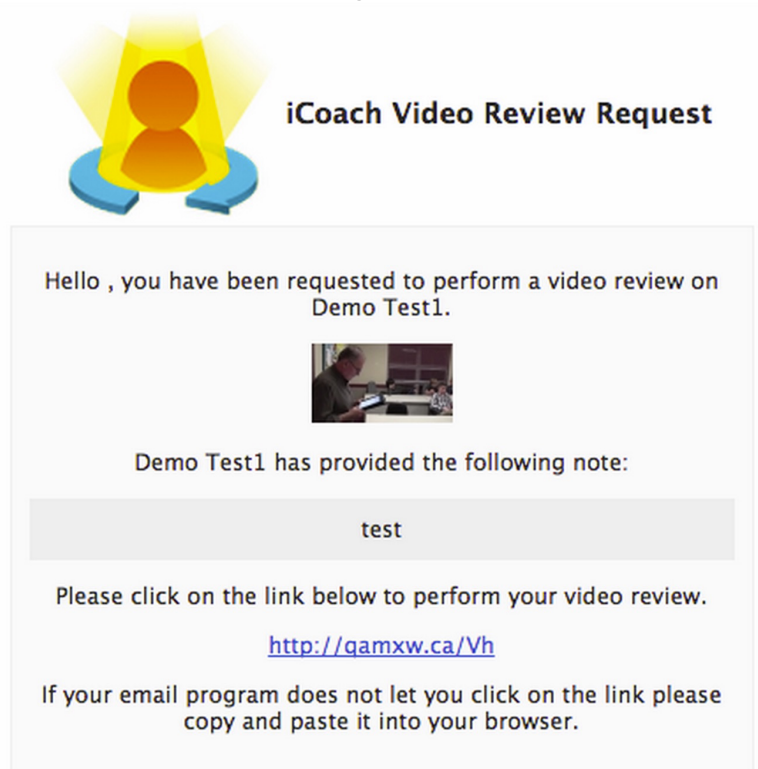 iCoach Video Review Request
Hello , you have been requested to perform a video review on
Demo Test1.
Demo Test1 has provided the following note:
test
Please click on the link below to perform your video review.
http://qamxw.ca/Vh
If your email program does not let you click on the link please
copy and paste it into your browser.